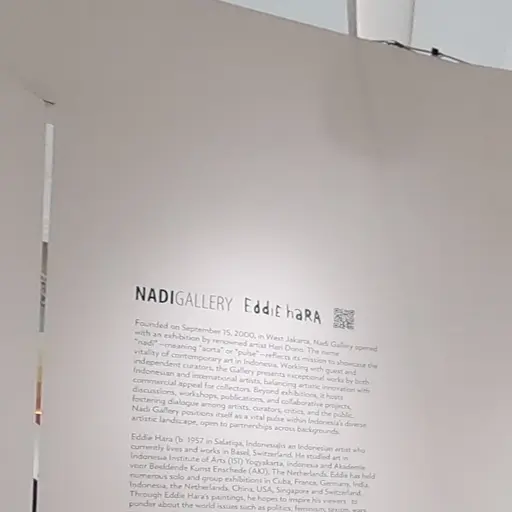 NADIGALLERY EddiE haRA
Founded on September 15, 2000, in West Jakarta, Nadi Gallery opened
with an exhibition by renowned artist Heri Dono. The name
"nadi"—meaning "aorta" or "pulse"—reflects its mission to showcase the
vitality of contemporary art in Indonesia. Working with guest and
independent curators, the Gallery presents exceptional works by both
Indonesian and international artists, balancing artistic innovation with
commercial appeal for collectors. Beyond exhibitions, it hosts
discussions, workshops, publications, and collaborative projects,
fostering dialogue among artists, curators, critics, and the public.
Nadi Gallery positions itself as a vital pulse within Indonesia's diverse
artistic landscape, open to partnerships across backgrounds.
Eddie Hara (b. 1957 in Salatiga, Indonesia)is an Indonesian artist who
currently lives and works in Basel, Switzerland. He studied art in
Indonesia Institute of Arts (ISI) Yogyakarta, Indonesia and Akademie
voor Beeldende Kunst Enschede (AKI), The Netherlands. Eddie has held
numerous solo and group exhibitions in Cuba, France, Germany, India,
Indonesia, the Netherlands, China, USA, Singapore and Switzerland.
Through Eddie Hara's paintings, he hopes to inspire his viewers to
ponder about the world issues such as politics, feminism, sexism, wars